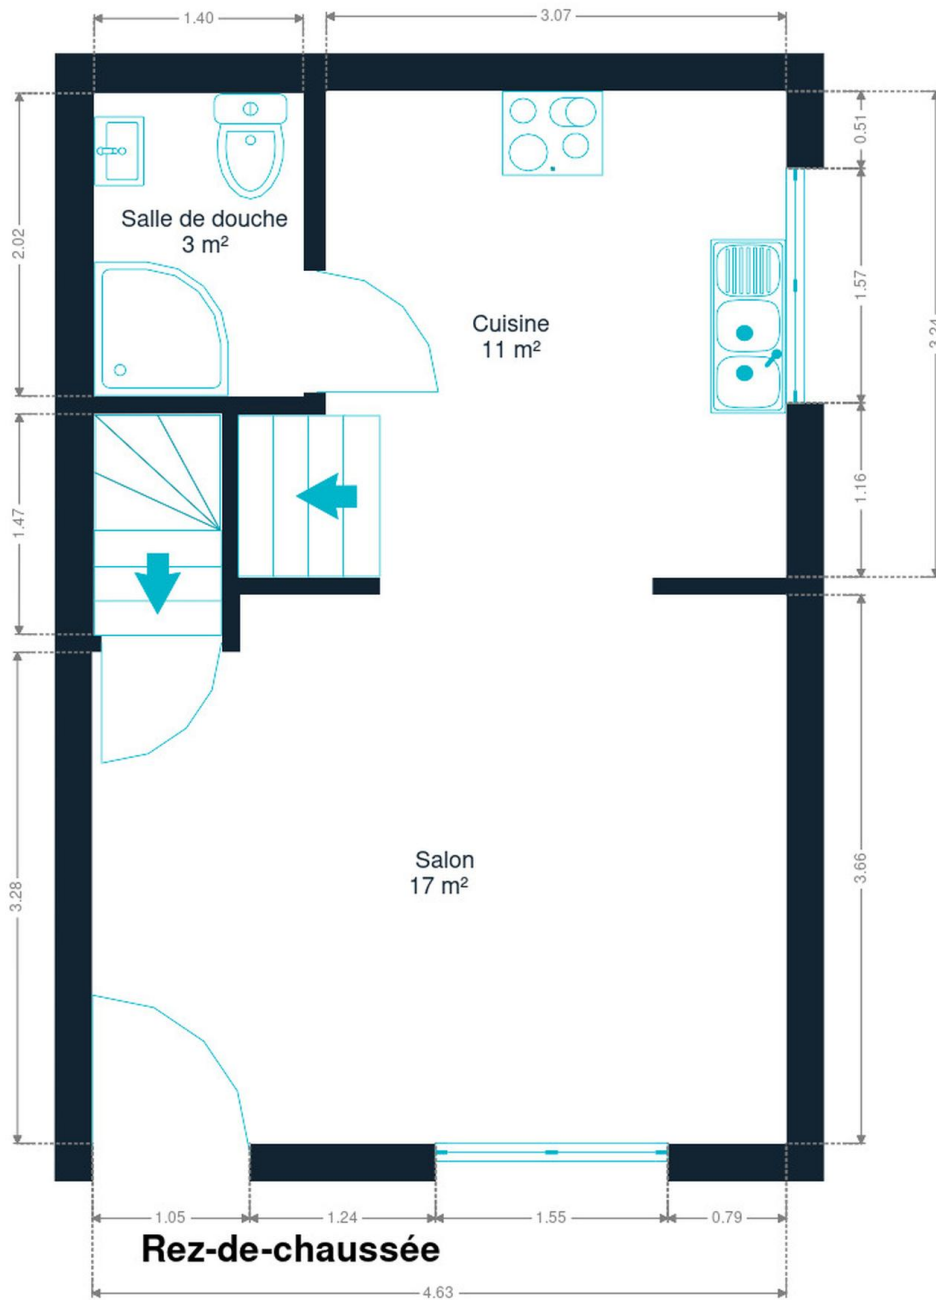 1.40
3.07
0.51
2.02
Salle de douche
3 m²
1.57
Cuisine
11 m²
1.47
1.16
3.28
Salon
17 m²
3.66
1.05
1.24
1.55
0.79
Rez-de-chaussée
4.63